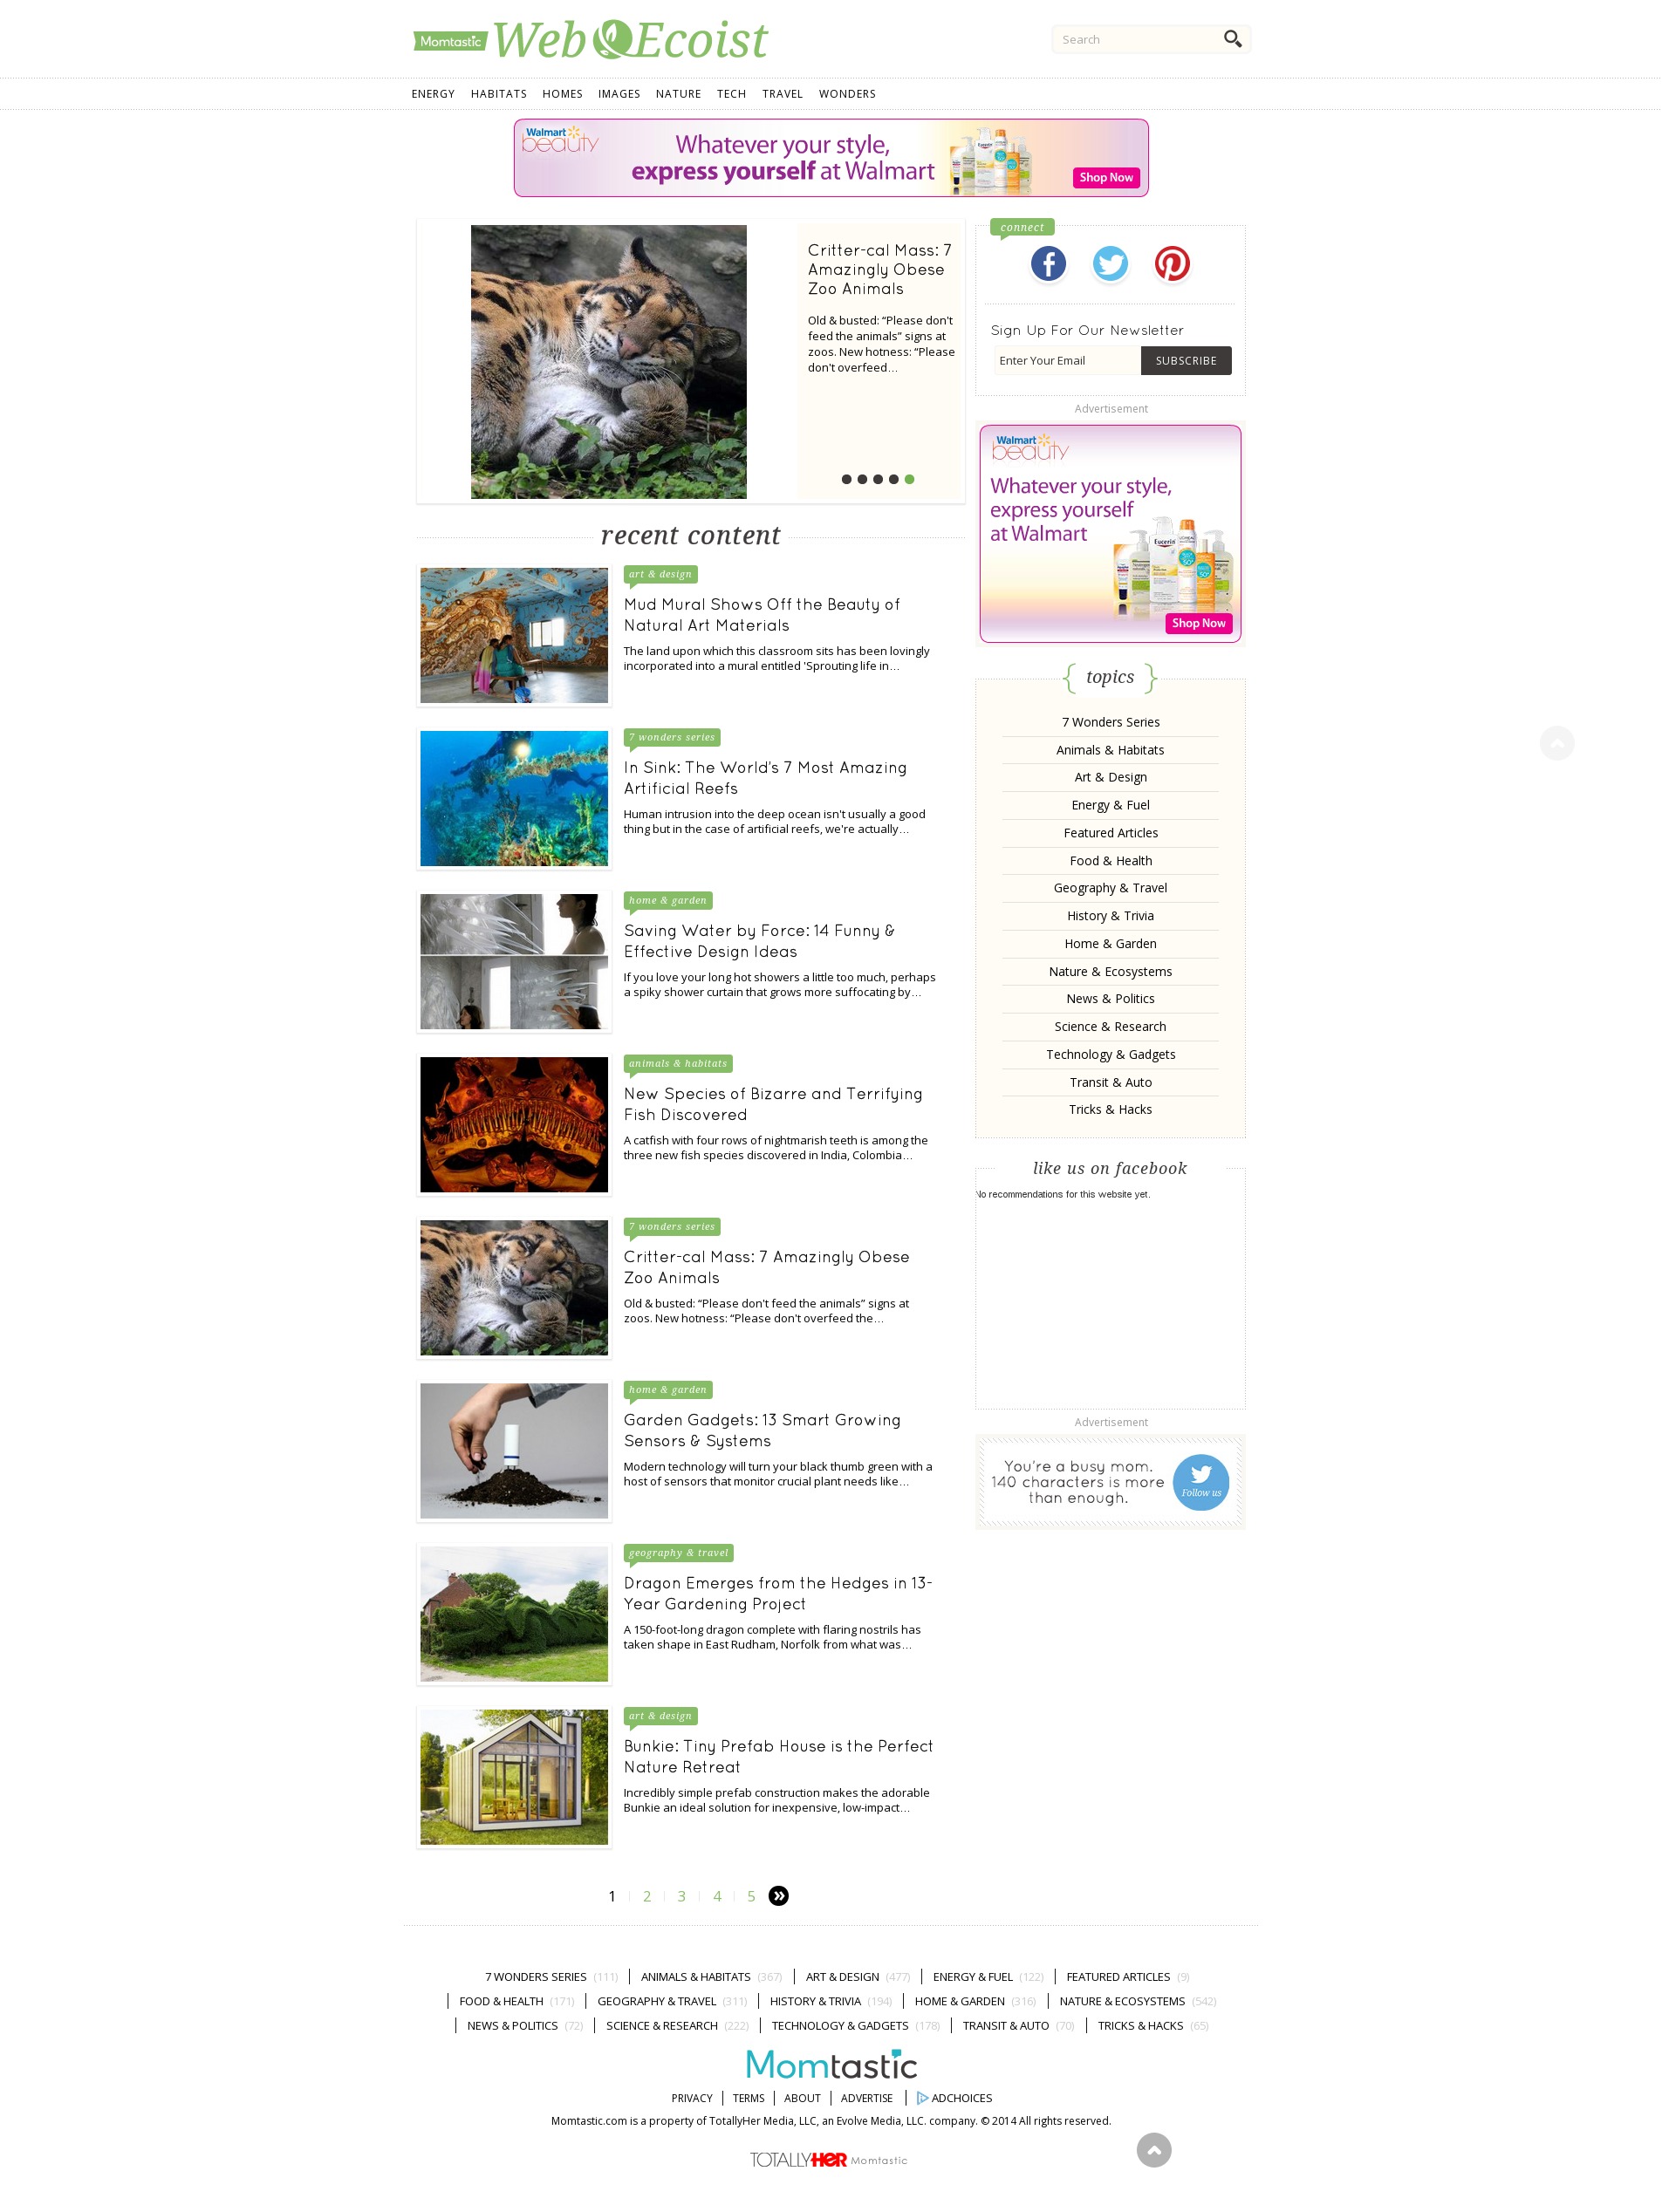 Momtastic Web Ecoist
Search
ENERGY HABITATS HOMES IMAGES NATURE TECH TRAVEL WONDERS
Walmart
beauty
Whatever your style,
express yourself at Walmart
Shop Now
Critter-cal Mass: 7
Amazingly Obese
Zoo Animals
Old & busted: “Please don't
feed the animals” signs at
zoos. New hotness: “Please
don't overfeed…
connect
Sign Up For Our Newsletter
Enter Your Email SUBSCRIBE
Advertisement
Walmart
beauty
Whatever your style,
express yourself
at Walmart
Eucerin
Shop Now
recent content
art & design
Mud Mural Shows Off the Beauty of
Natural Art Materials
The land upon which this classroom sits has been lovingly
incorporated into a mural entitled 'Sprouting life in…
7 wonders series
In Sink: The World’s 7 Most Amazing
Artificial Reefs
Human intrusion into the deep ocean isn't usually a good
thing but in the case of artificial reefs, we're actually…
home & garden
Saving Water by Force: 14 Funny &
Effective Design Ideas
If you love your long hot showers a little too much, perhaps
a spiky shower curtain that grows more suffocating by…
animals & habitats
New Species of Bizarre and Terrifying
Fish Discovered
A catfish with four rows of nightmarish teeth is among the
three new fish species discovered in India, Colombia…
7 wonders series
Critter-cal Mass: 7 Amazingly Obese
Zoo Animals
Old & busted: “Please don't feed the animals” signs at
zoos. New hotness: “Please don't overfeed the…
home & garden
Garden Gadgets: 13 Smart Growing
Sensors & Systems
Modern technology will turn your black thumb green with a
host of sensors that monitor crucial plant needs like…
geography & travel
Dragon Emerges from the Hedges in 13-
Year Gardening Project
A 150-foot-long dragon complete with flaring nostrils has
taken shape in East Rudham, Norfolk from what was…
art & design
Bunkie: Tiny Prefab House is the Perfect
Nature Retreat
Incredibly simple prefab construction makes the adorable
Bunkie an ideal solution for inexpensive, low-impact…
topics
7 Wonders Series
Animals & Habitats
Art & Design
Energy & Fuel
Featured Articles
Food & Health
Geography & Travel
History & Trivia
Home & Garden
Nature & Ecosystems
News & Politics
Science & Research
Technology & Gadgets
Transit & Auto
Tricks & Hacks
like us on facebook
No recommendations for this website yet.
Advertisement
You're a busy mom.
140 characters is more
than enough.
Follow us
1 2 3 4 5 »
7 WONDERS SERIES (111) ANIMALS & HABITATS (367) ART & DESIGN (477) ENERGY & FUEL (122) FEATURED ARTICLES (9)
FOOD & HEALTH (171) GEOGRAPHY & TRAVEL (311) HISTORY & TRIVIA (194) HOME & GARDEN (316) NATURE & ECOSYSTEMS (542)
NEWS & POLITICS (72) SCIENCE & RESEARCH (222) TECHNOLOGY & GADGETS (178) TRANSIT & AUTO (70) TRICKS & HACKS (65)
Momtastic
PRIVACY TERMS ABOUT ADVERTISE ADCHOICES
Momtastic.com is a property of TotallyHer Media, LLC, an Evolve Media, LLC. company. © 2014 All rights reserved.
TOTALLYHER Momtastic